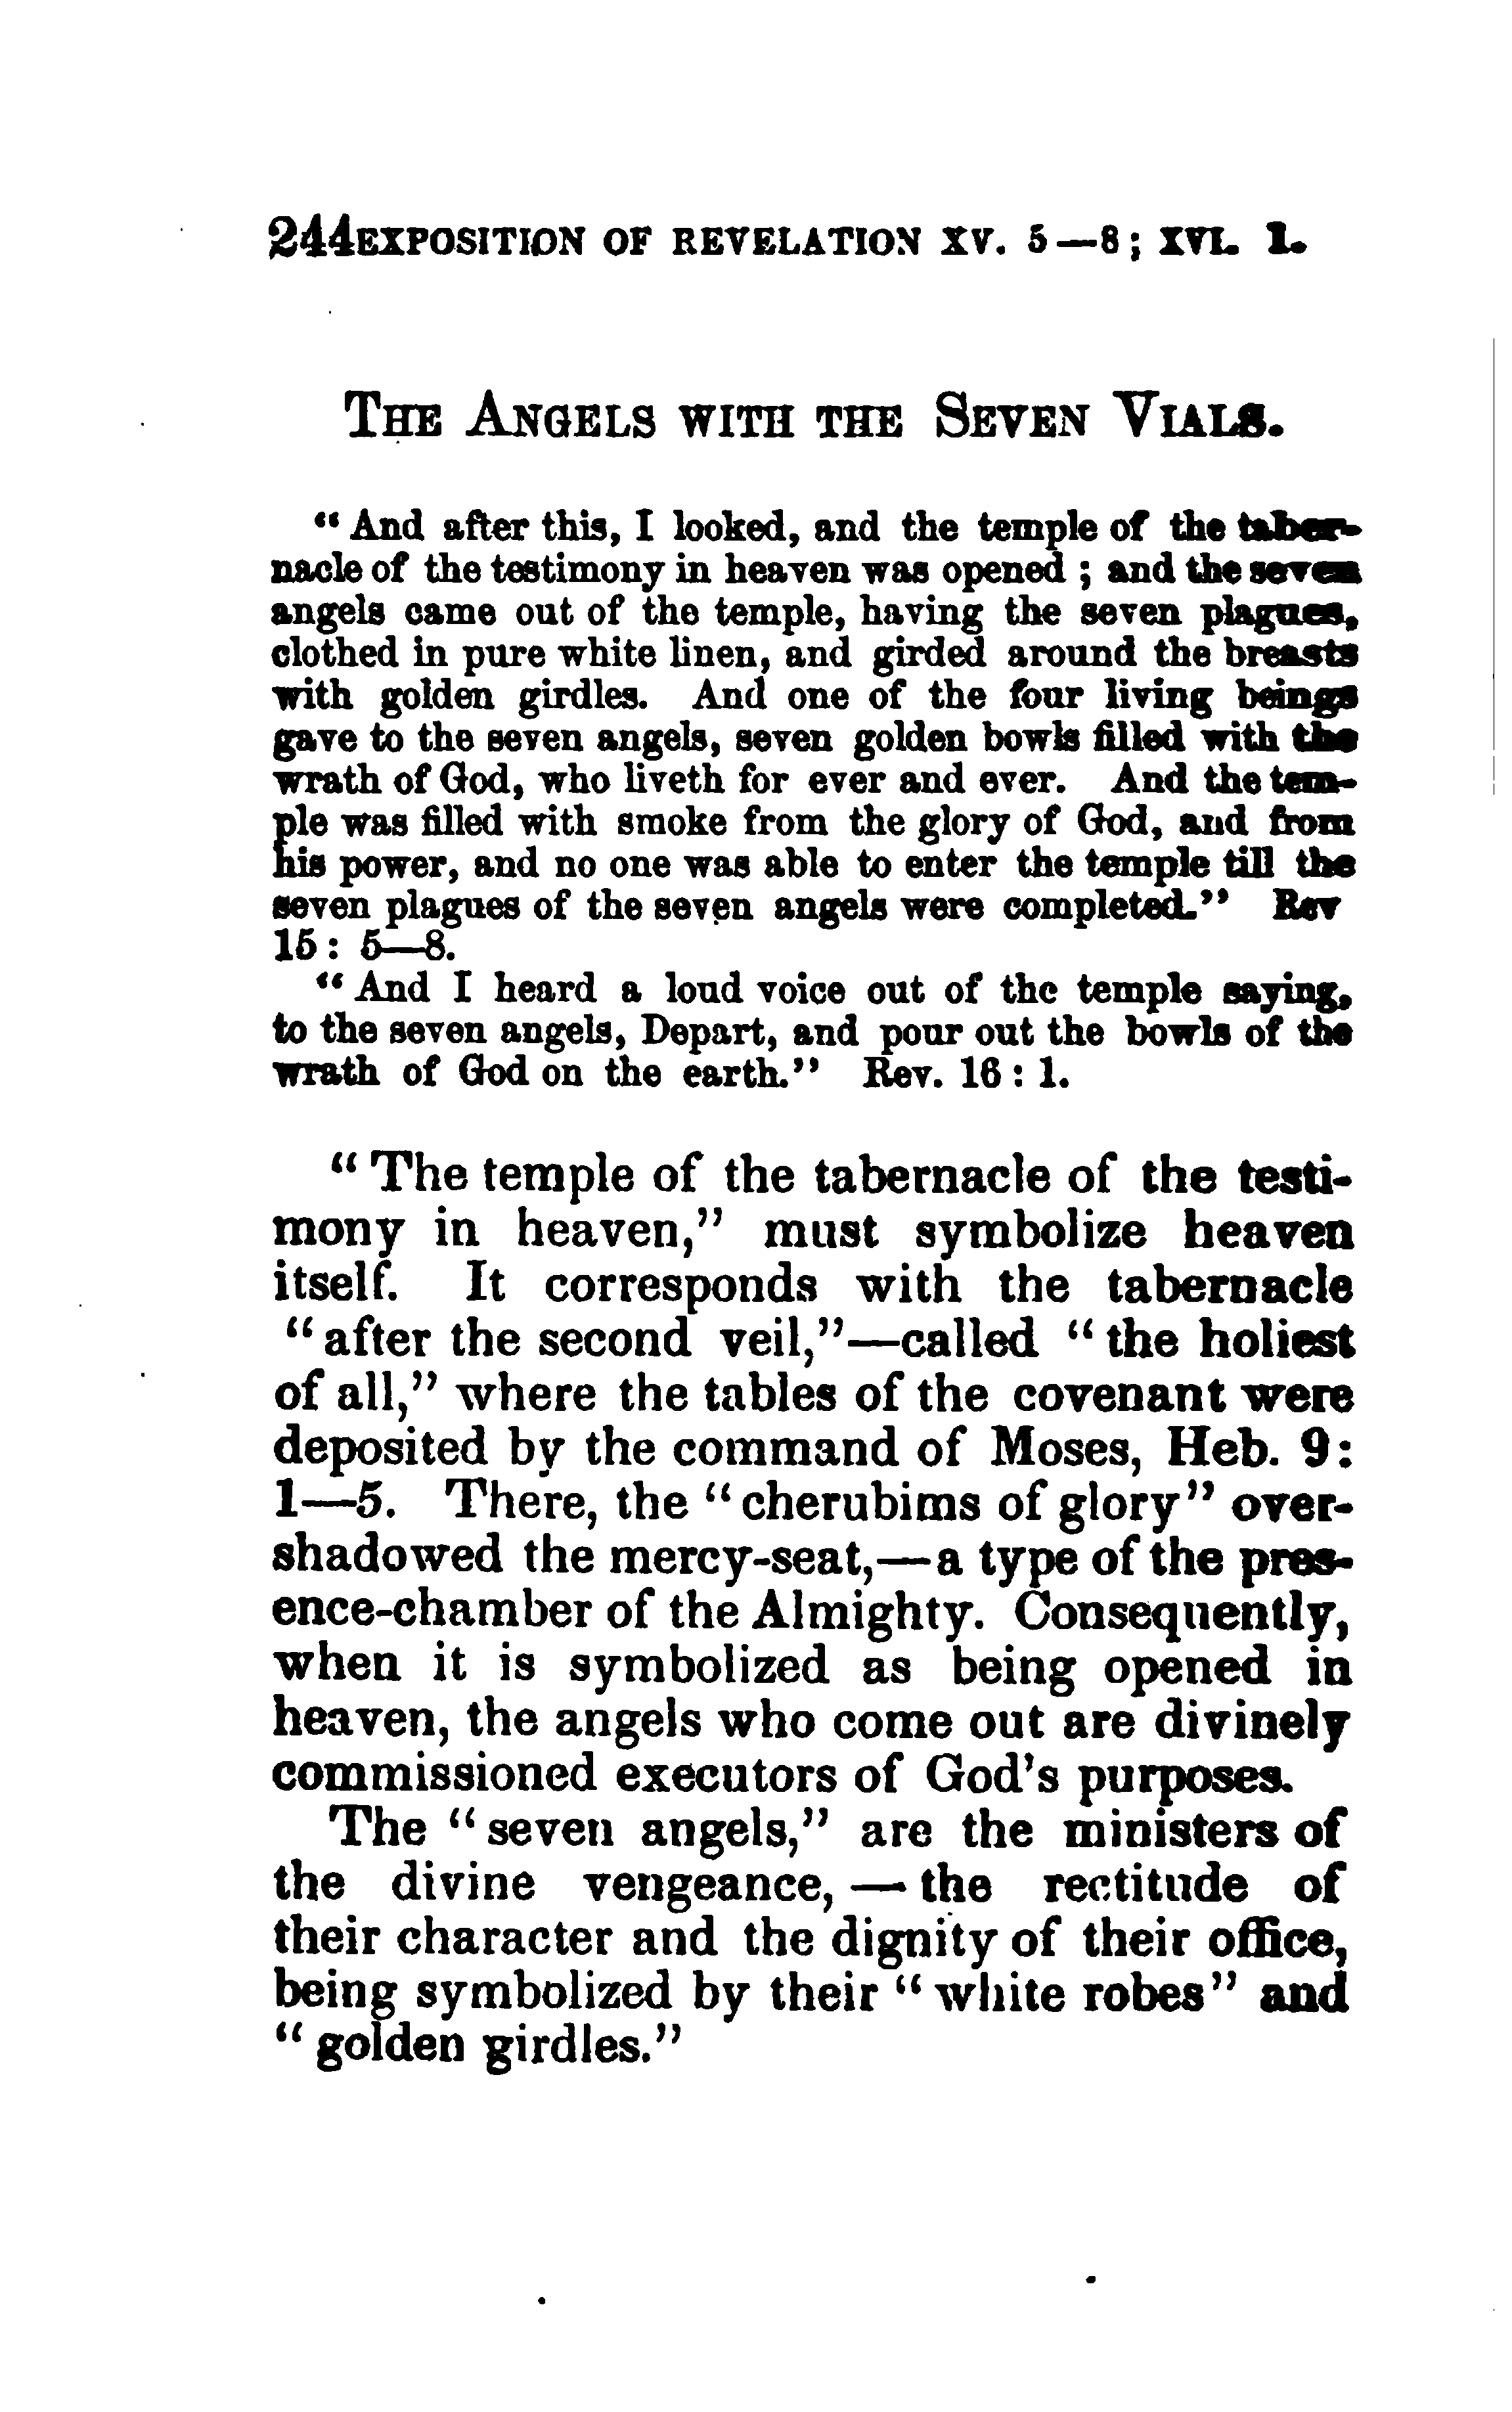 244 EXPOSITION OF REVELATION XV. 5—8; XVI. 1.
THE ANGELS WITH THE SEVEN VIALS.
“And after this, I looked, and the temple of the taber-
nacle of the testimony in heaven was opened ; and the seven
angels came out of the temple, having the seven plagues,
clothed in pure white linen, and girded around the breasts
with golden girdles. And one of the four living beings
gave to the seven angels, seven golden bowls filled with the
wrath of God, who liveth for ever and ever. And the tem-
ple was filled with smoke from the glory of God, and from
his power, and no one was able to enter the temple till the
seven plagues of the seven angels were completed.” Rev
15 : 5—8.
“And I heard a loud voice out of the temple saying,
to the seven angels, Depart, and pour out the bowls of the
wrath of God on the earth.” Rev. 16 : 1.
“The temple of the tabernacle of the testi-
mony in heaven,” must symbolize heaven
itself. It corresponds with the tabernacle
“after the second veil,”—called “the holiest
of all,” where the tables of the covenant were
deposited by the command of Moses, Heb. 9:
1—5. There, the “cherubims of glory” over-
shadowed the mercy-seat,—a type of the pres-
ence-chamber of the Almighty. Consequently,
when it is symbolized as being opened in
heaven, the angels who come out are divinely
commissioned executors of God's purposes.
The “seven angels,” are the ministers of
the divine vengeance, — the rectitude of
their character and the dignity of their office,
being symbolized by their “white robes” and
“golden girdles.”